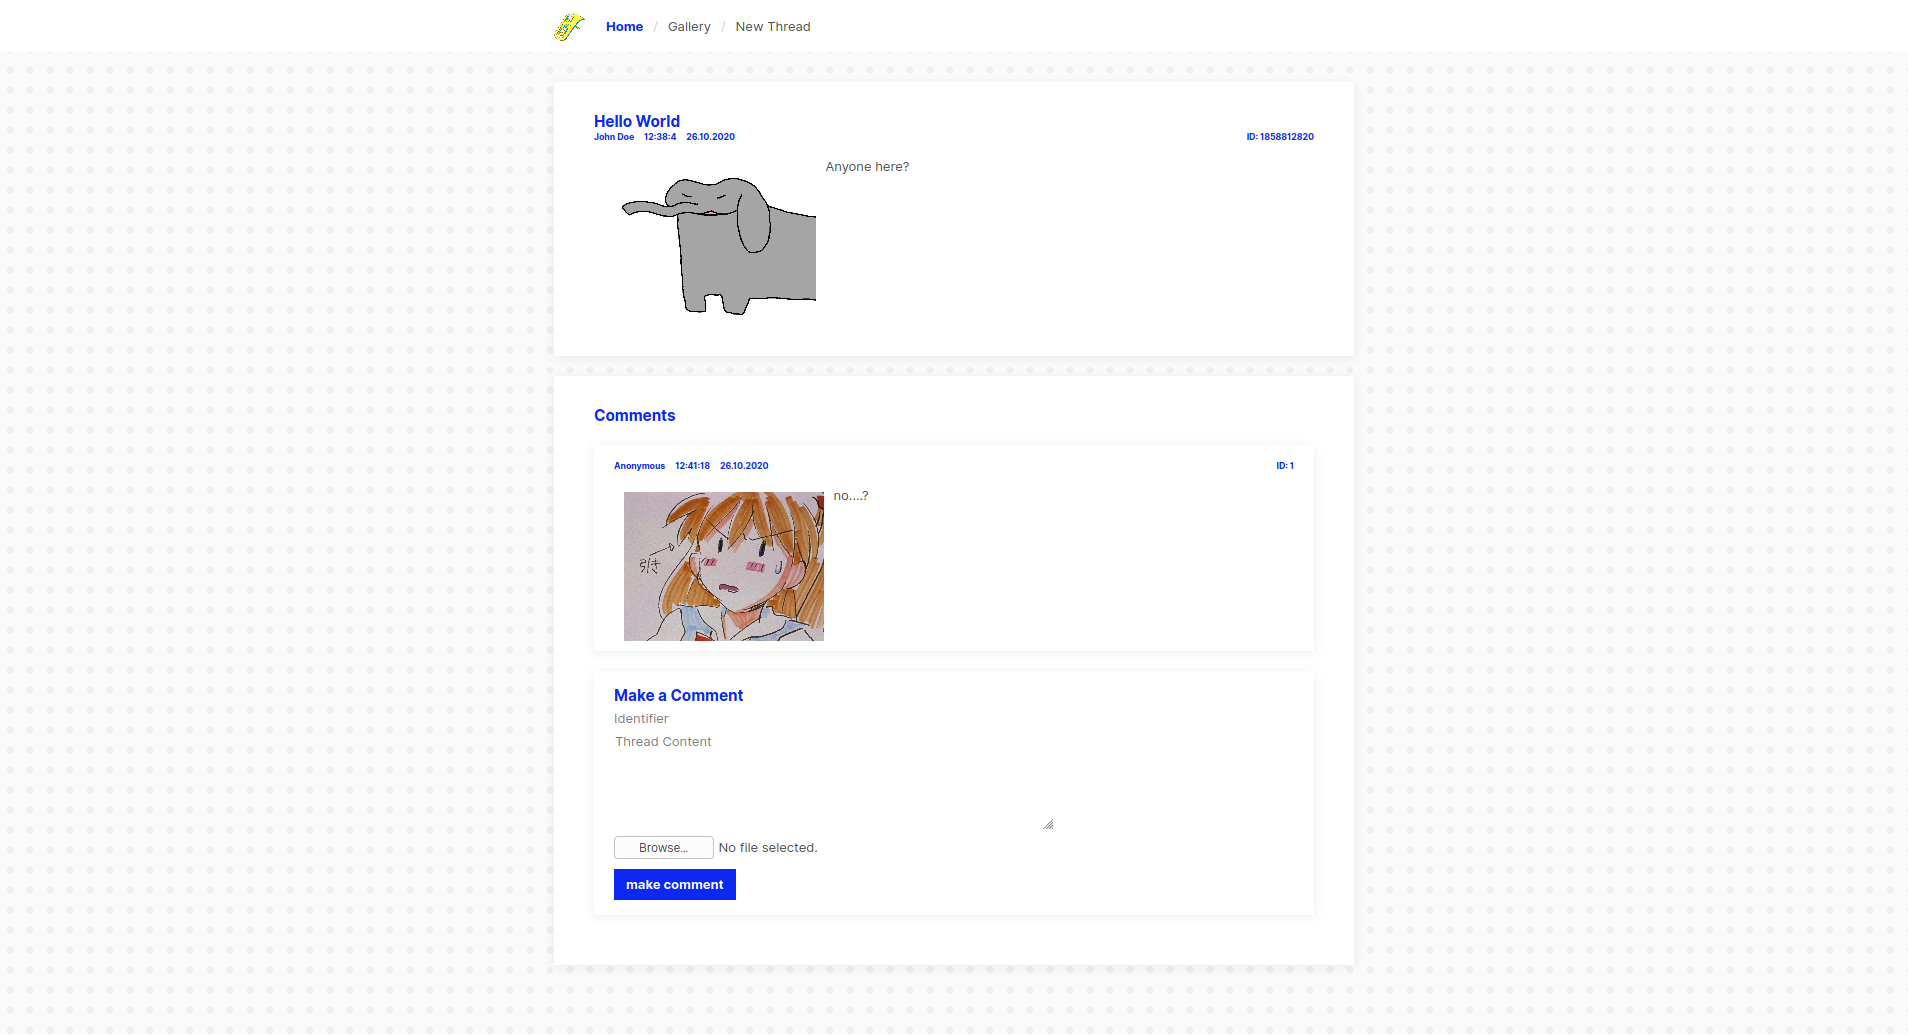 Home / Gallery / New Thread
Hello World
John Doe 12:38:4 26.10.2020 ID: 1858812820
Anyone here?
Comments
Anonymous 12:41:18 26.10.2020 ID: 1
no....?
引き
Make a Comment
Identifier
Thread Content
Browse... No file selected.
make comment